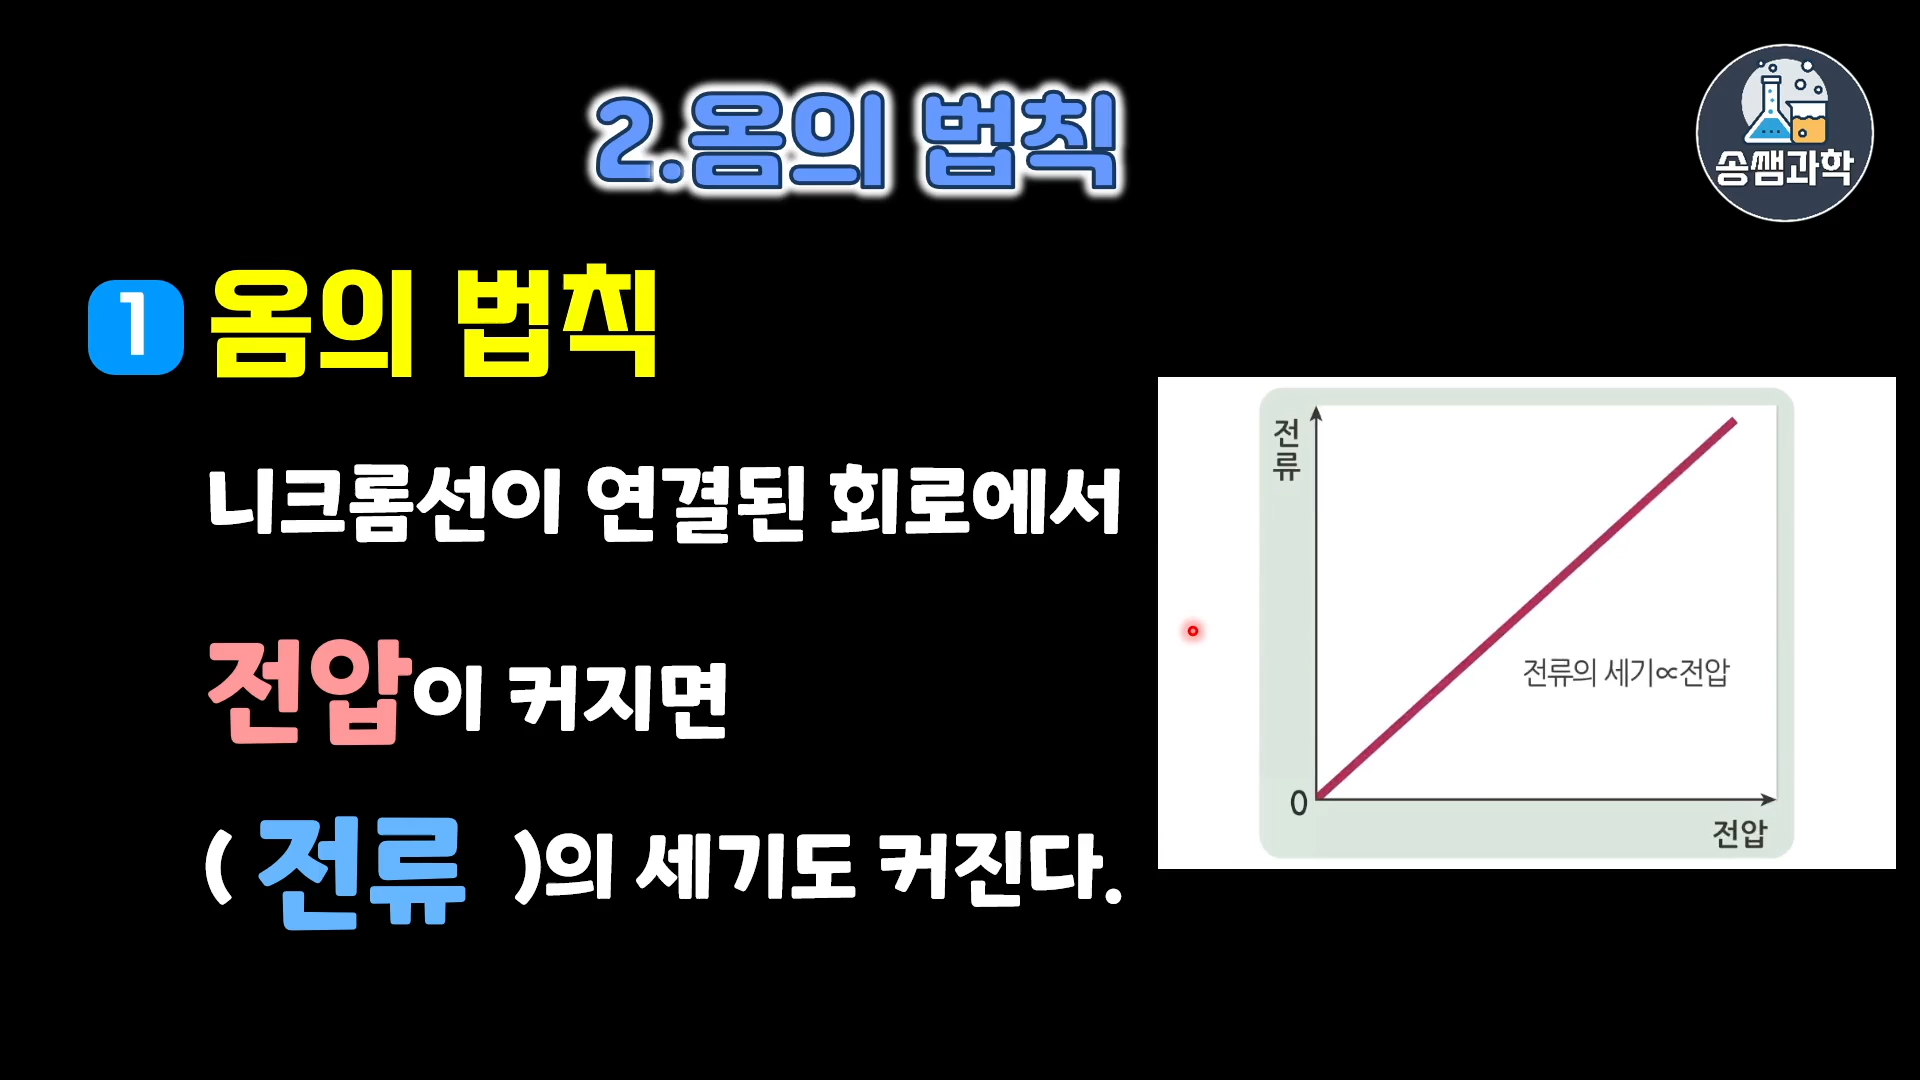 2.옴의 법칙
송쌤과학
1 옴의 법칙
니크롬선이 연결된 회로에서
전압이 커지면
( 전류 )의 세기도 커진다.
전류
전류의 세기∝전압
0
전압